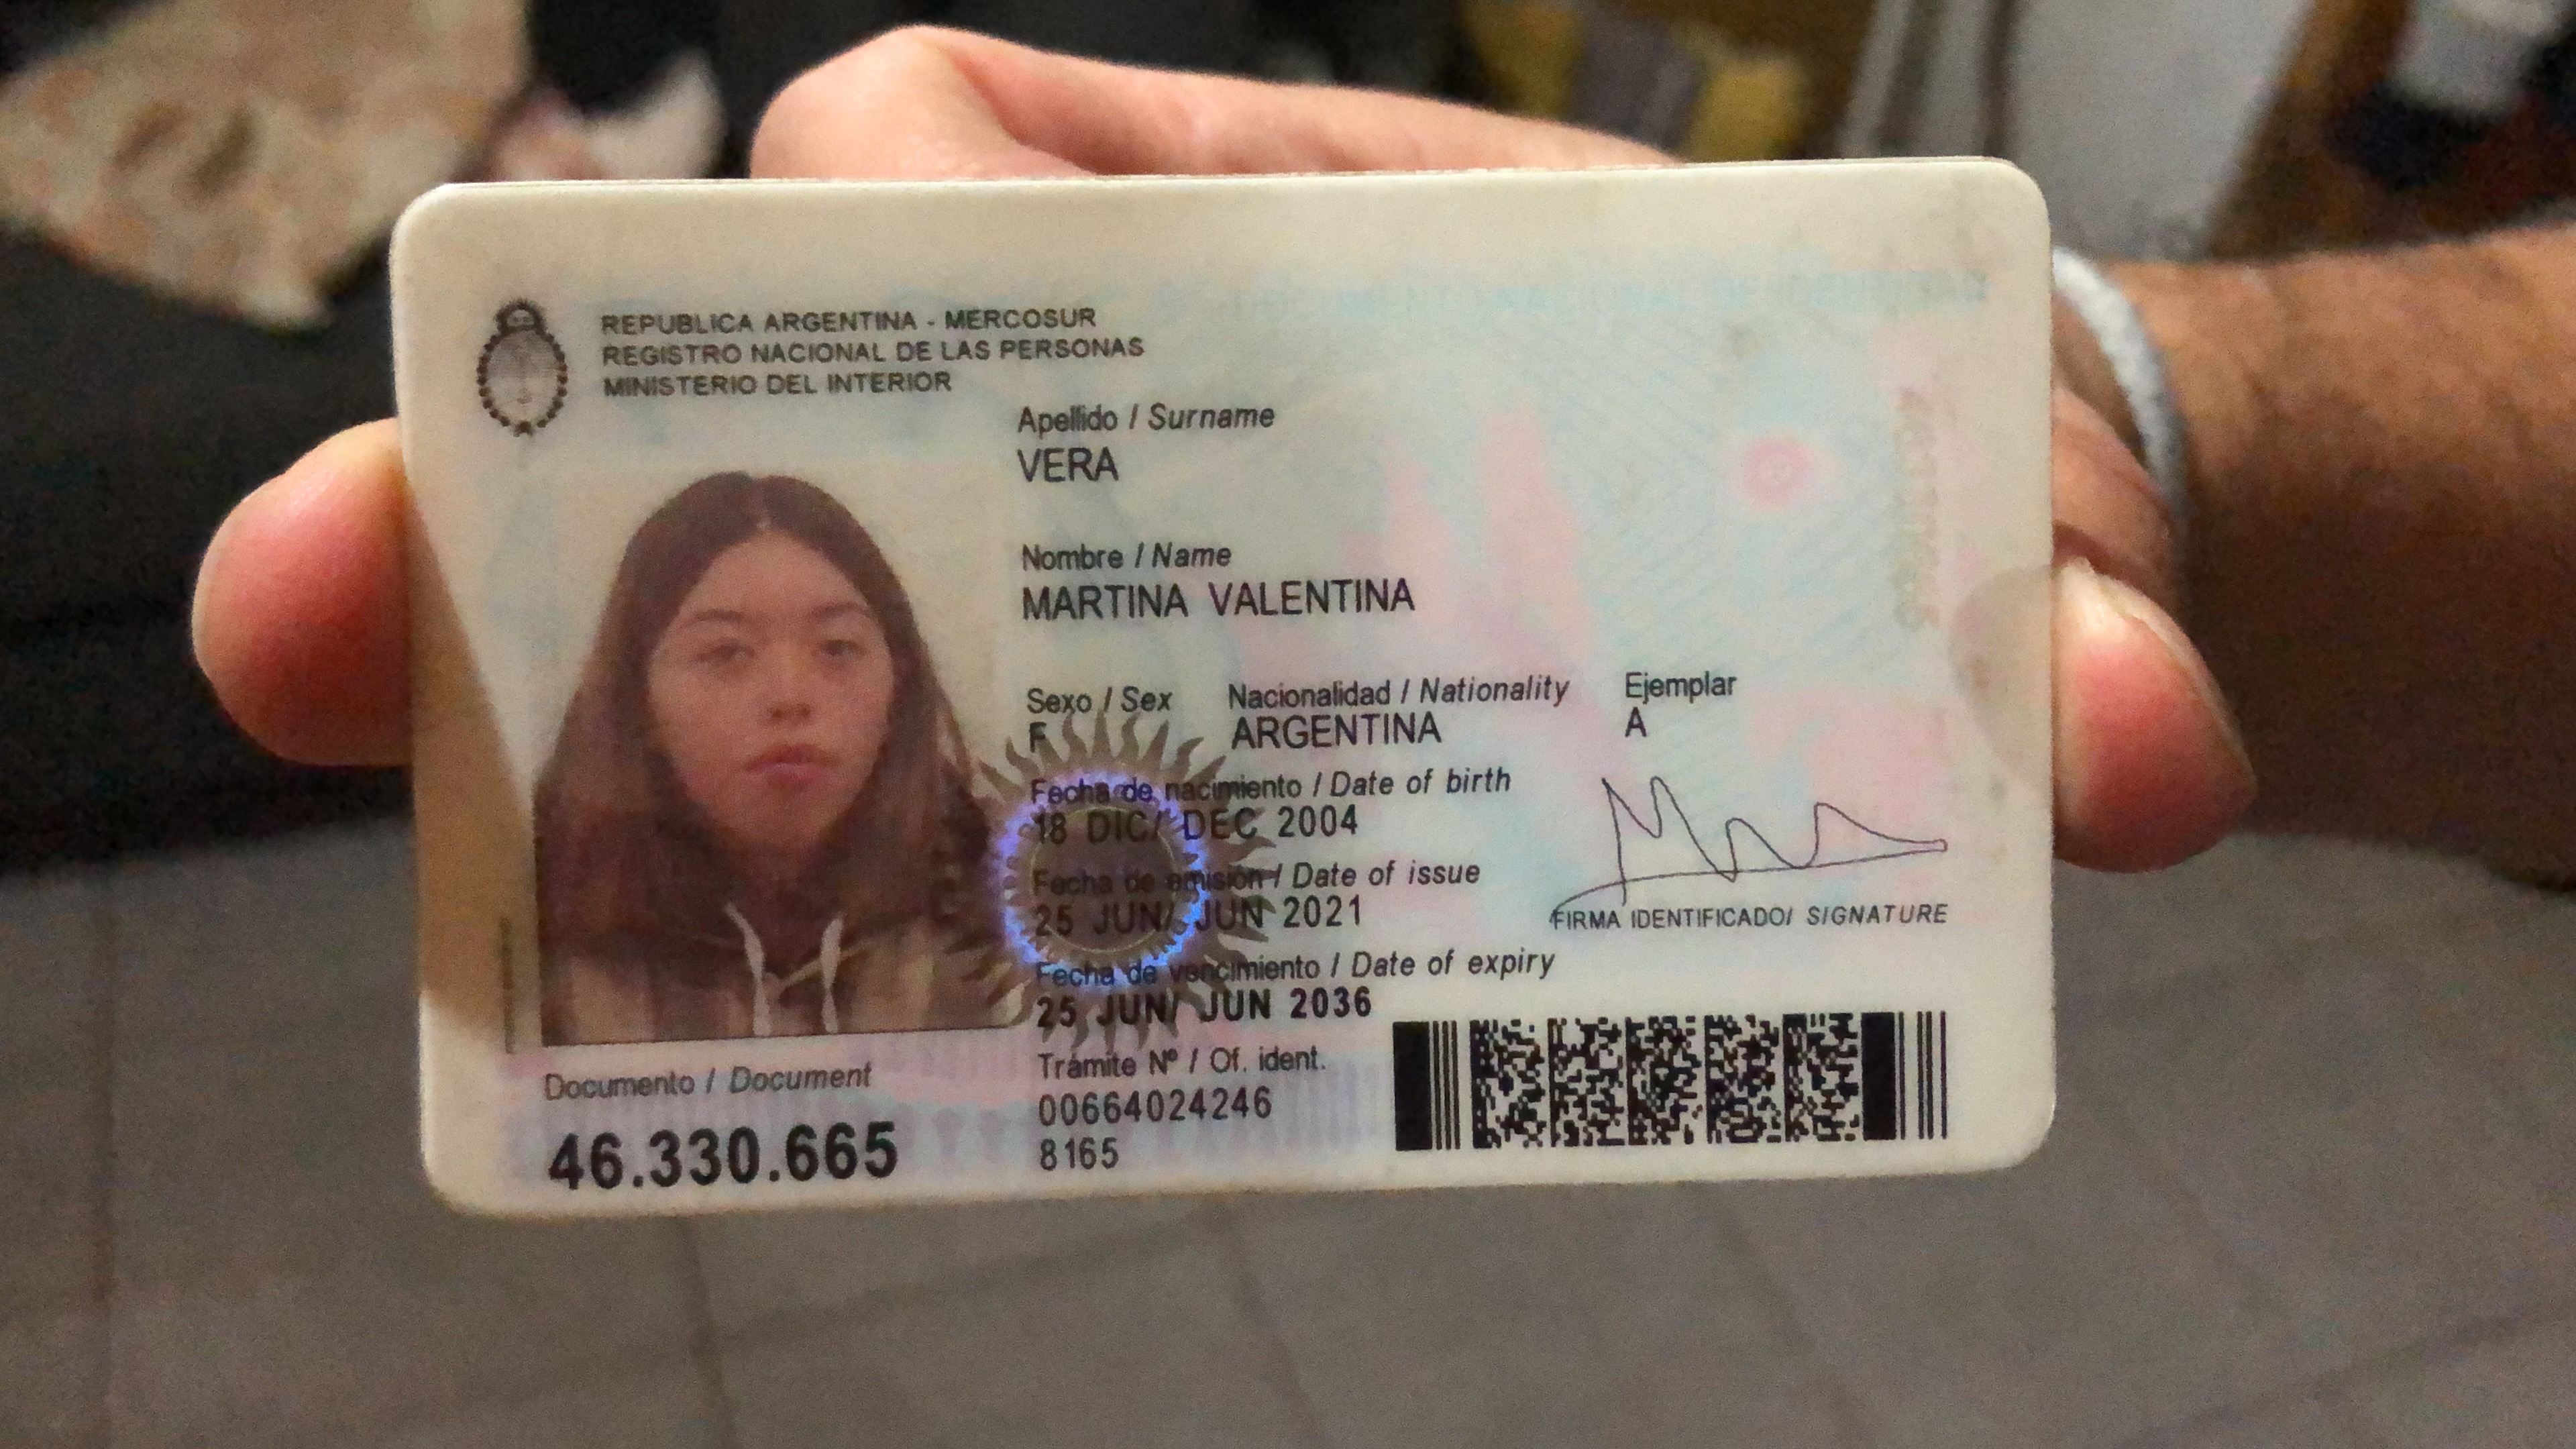 REPUBLICA ARGENTINA - MERCOSUR
REGISTRO NACIONAL DE LAS PERSONAS
MINISTERIO DEL INTERIOR
Apellido / Surname
VERA
Nombre / Name
MARTINA VALENTINA
Sexo / Sex Nacionalidad / Nationality Ejemplar
F ARGENTINA A
Fecha de nacimiento / Date of birth
18 DIC/ DEC 2004
Fecha de emisión / Date of issue
25 JUN/ JUN 2021
FIRMA IDENTIFICADO/ SIGNATURE
Fecha de vencimiento / Date of expiry
25 JUN/ JUN 2036
Documento / Document
46.330.665
Trámite Nº / Of. ident.
00664024246
8165